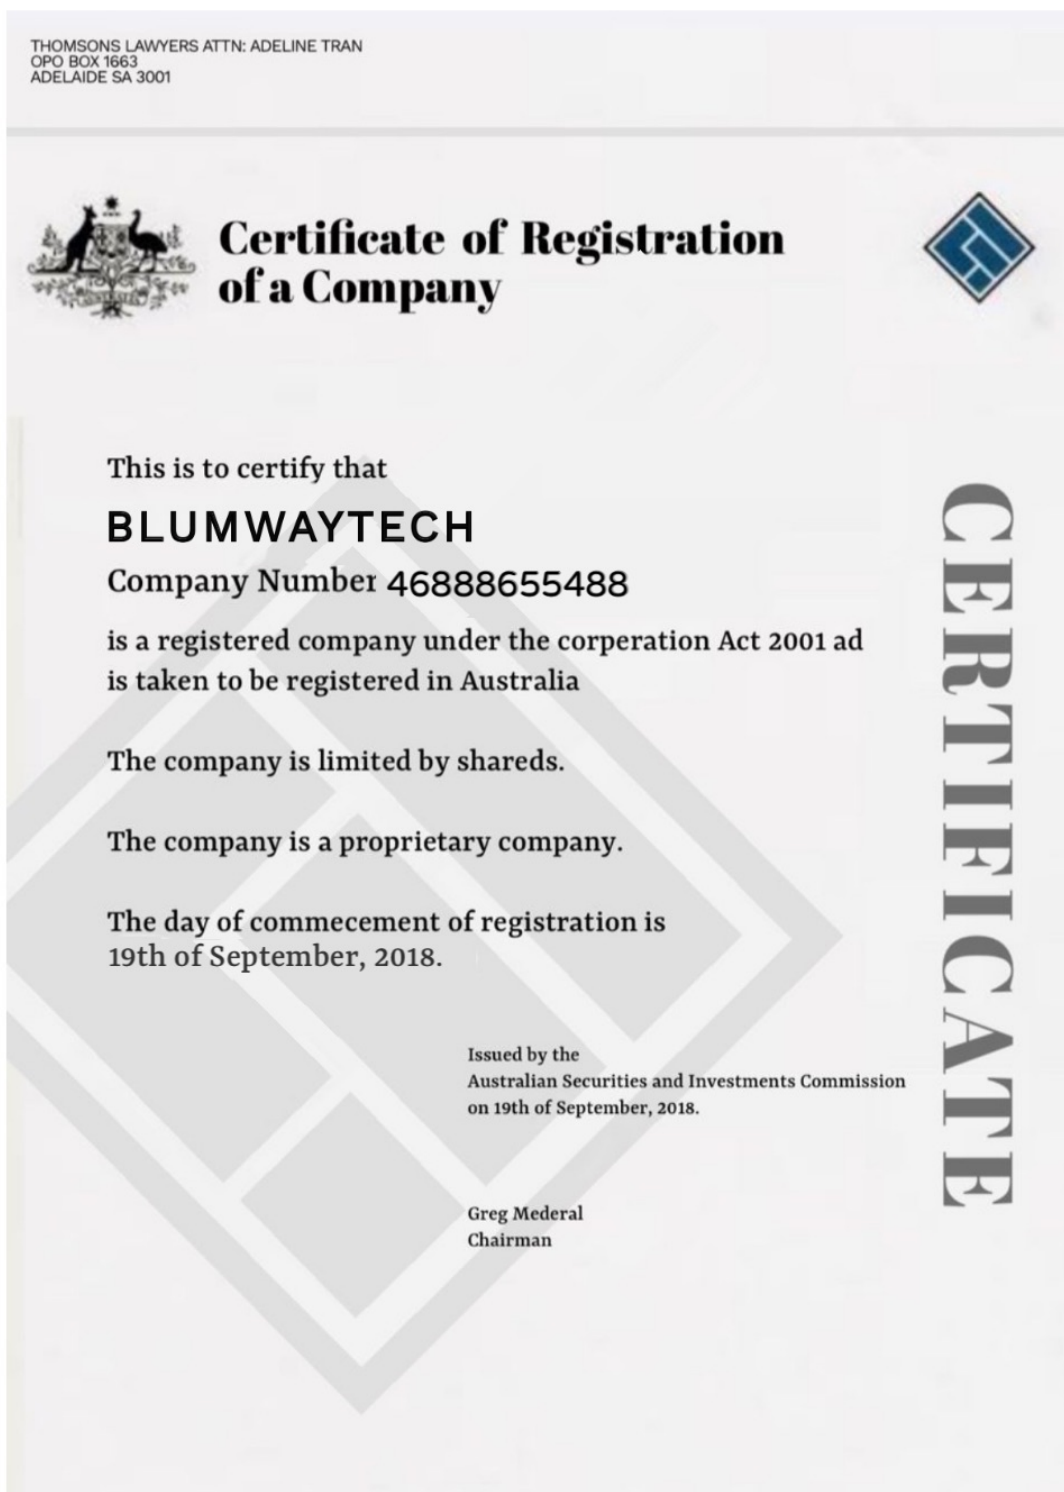 THOMSONS LAWYERS ATTN: ADELINE TRAN
OPO BOX 1663
ADELAIDE SA 3001
Certificate of Registration
of a Company
This is to certify that
BLUMWAYTECH
Company Number 46888655488
is a registered company under the corperation Act 2001 ad
is taken to be registered in Australia
The company is limited by shareds.
The company is a proprietary company.
The day of commecement of registration is
19th of September, 2018.
Issued by the
Australian Securities and Investments Commission
on 19th of September, 2018.
Greg Mederal
Chairman
CERTIFICATE